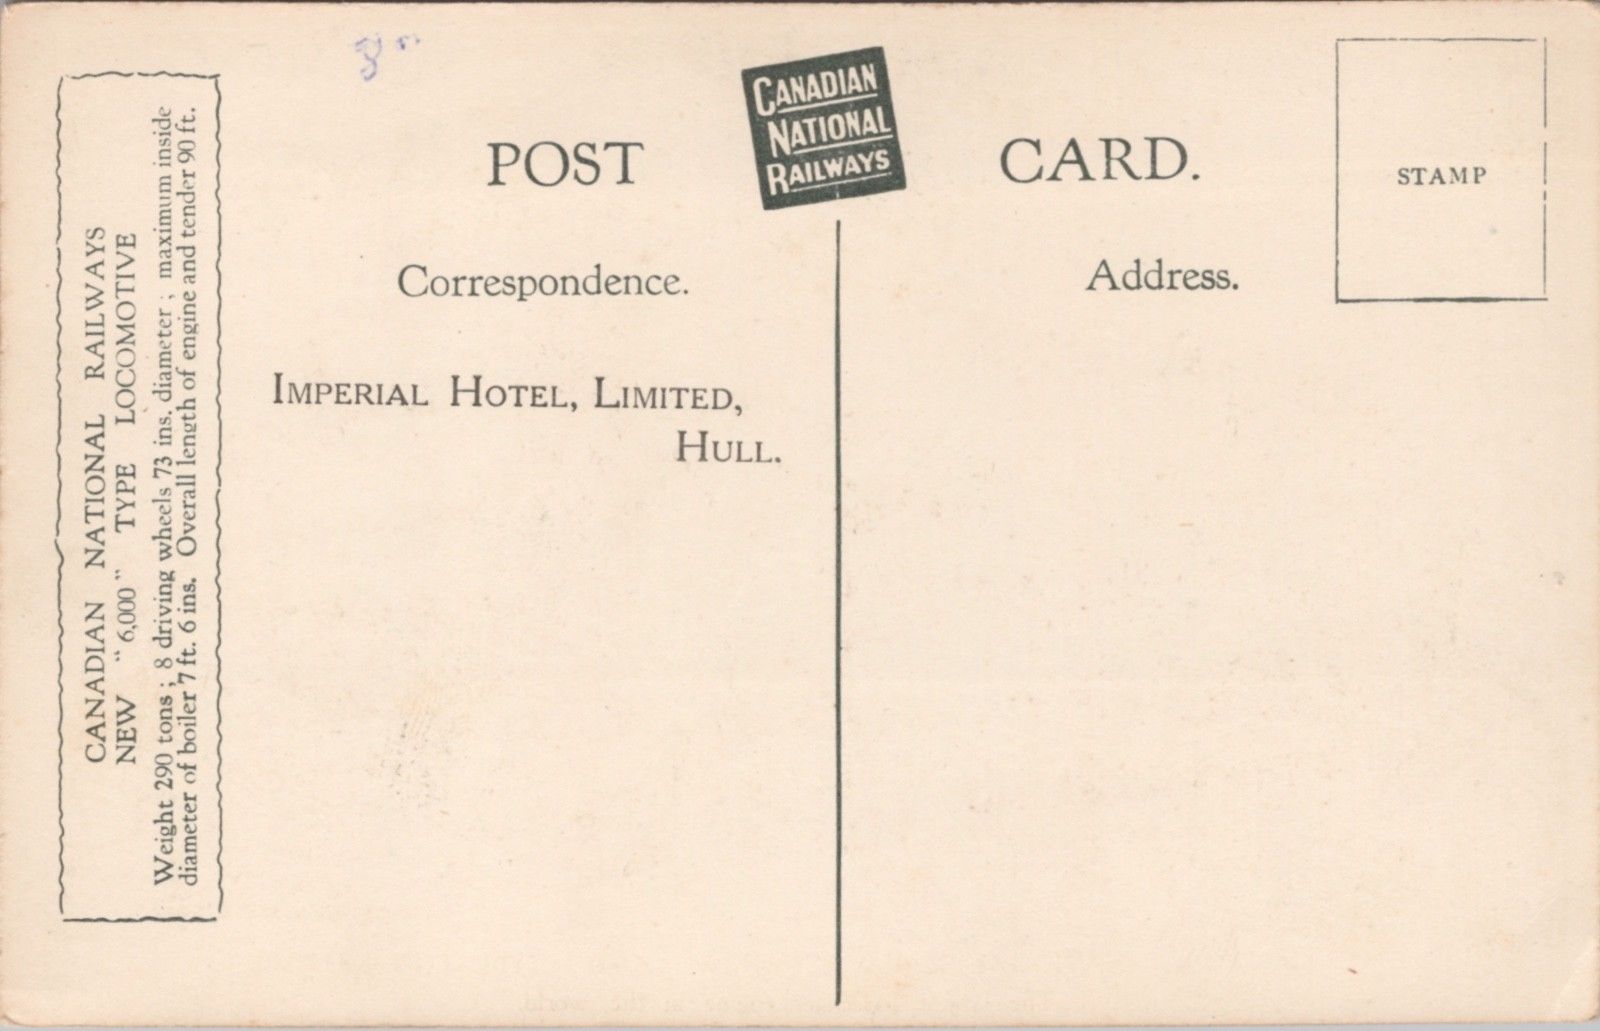 CANADIAN NATIONAL RAILWAYS
NEW "6,000" TYPE LOCOMOTIVE
Weight 290 tons; 8 driving wheels 73 ins. diameter; maximum inside
diameter of boiler 7 ft. 6 ins. Overall length of engine and tender 90 ft.
POST
CANADIAN
NATIONAL
RAILWAYS
CARD.
STAMP
Correspondence.
Address.
IMPERIAL HOTEL, LIMITED,
HULL.